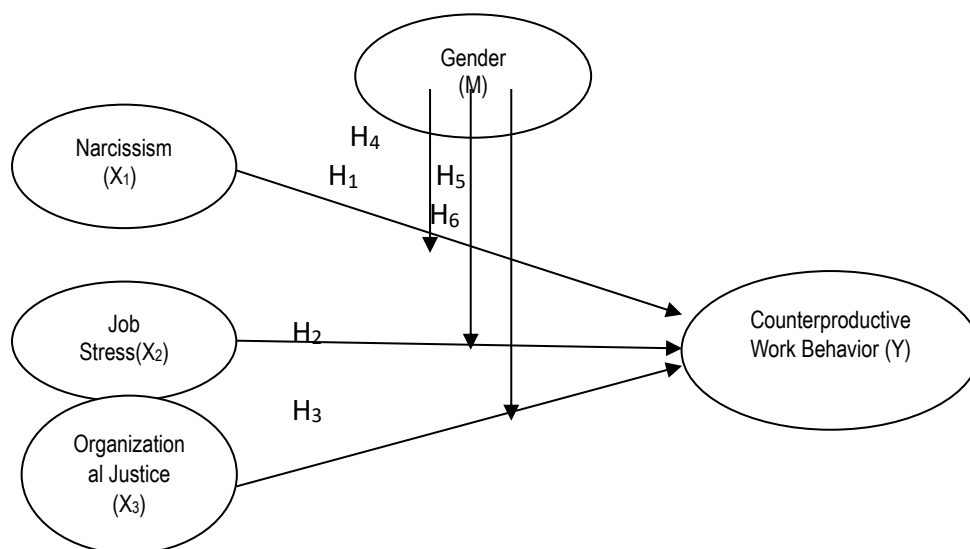 Gender
(M)
H4
Narcissism
(X1)
H1
H5
H6
Job
Stress(X2)
H2
Counterproductive
Work Behavior (Y)
H3
Organization
al Justice
(X3)